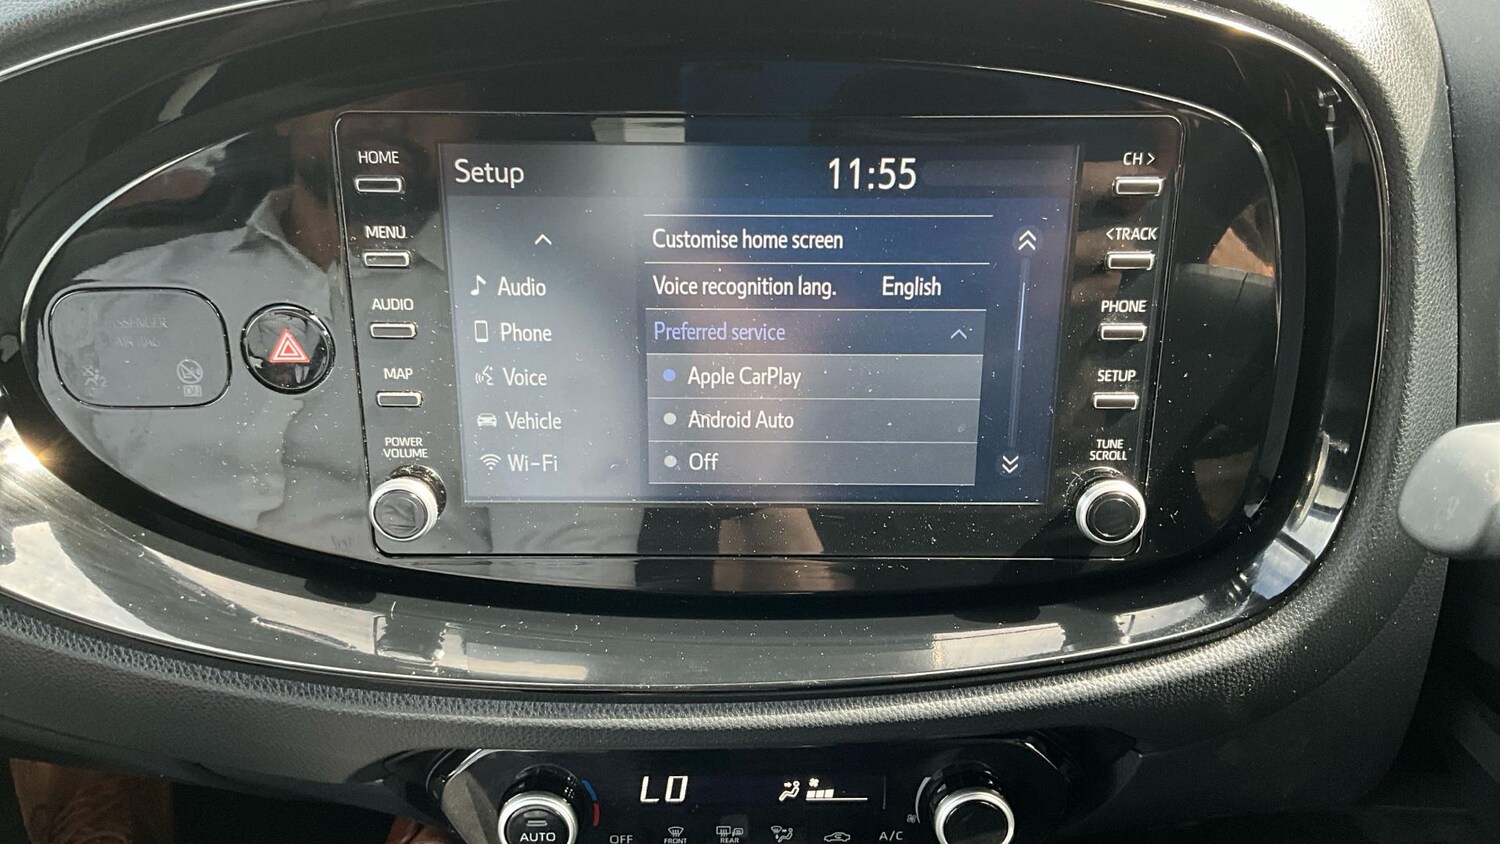 HOME
MENU
AUDIO
MAP
POWER
VOLUME
Setup
11:55
Audio
Phone
Voice
Vehicle
Wi-Fi
Customise home screen
Voice recognition lang. English
Preferred service
Apple CarPlay
Android Auto
Off
CH >
< TRACK
PHONE
SETUP
TUNE
SCROLL
LO
AUTO
OFF
FRONT
REAR
A/C